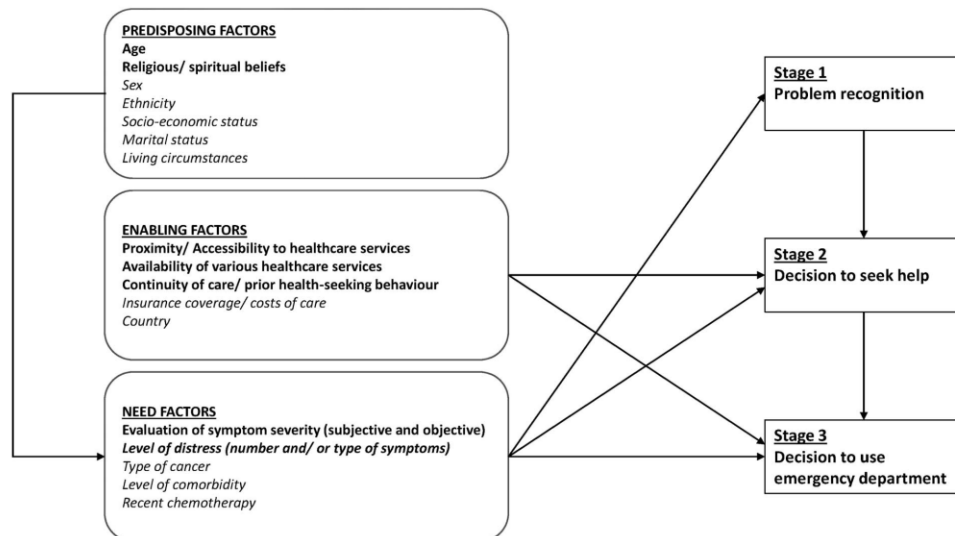 PREDISPOSING FACTORS
Age
Religious/ spiritual beliefs
Sex
Ethnicity
Socio-economic status
Marital status
Living circumstances
ENABLING FACTORS
Proximity/ Accessibility to healthcare services
Availability of various healthcare services
Continuity of care/ prior health-seeking behaviour
Insurance coverage/ costs of care
Country
NEED FACTORS
Evaluation of symptom severity (subjective and objective)
Level of distress (number and/ or type of symptoms)
Type of cancer
Level of comorbidity
Recent chemotherapy
Stage 1
Problem recognition
Stage 2
Decision to seek help
Stage 3
Decision to use
emergency department